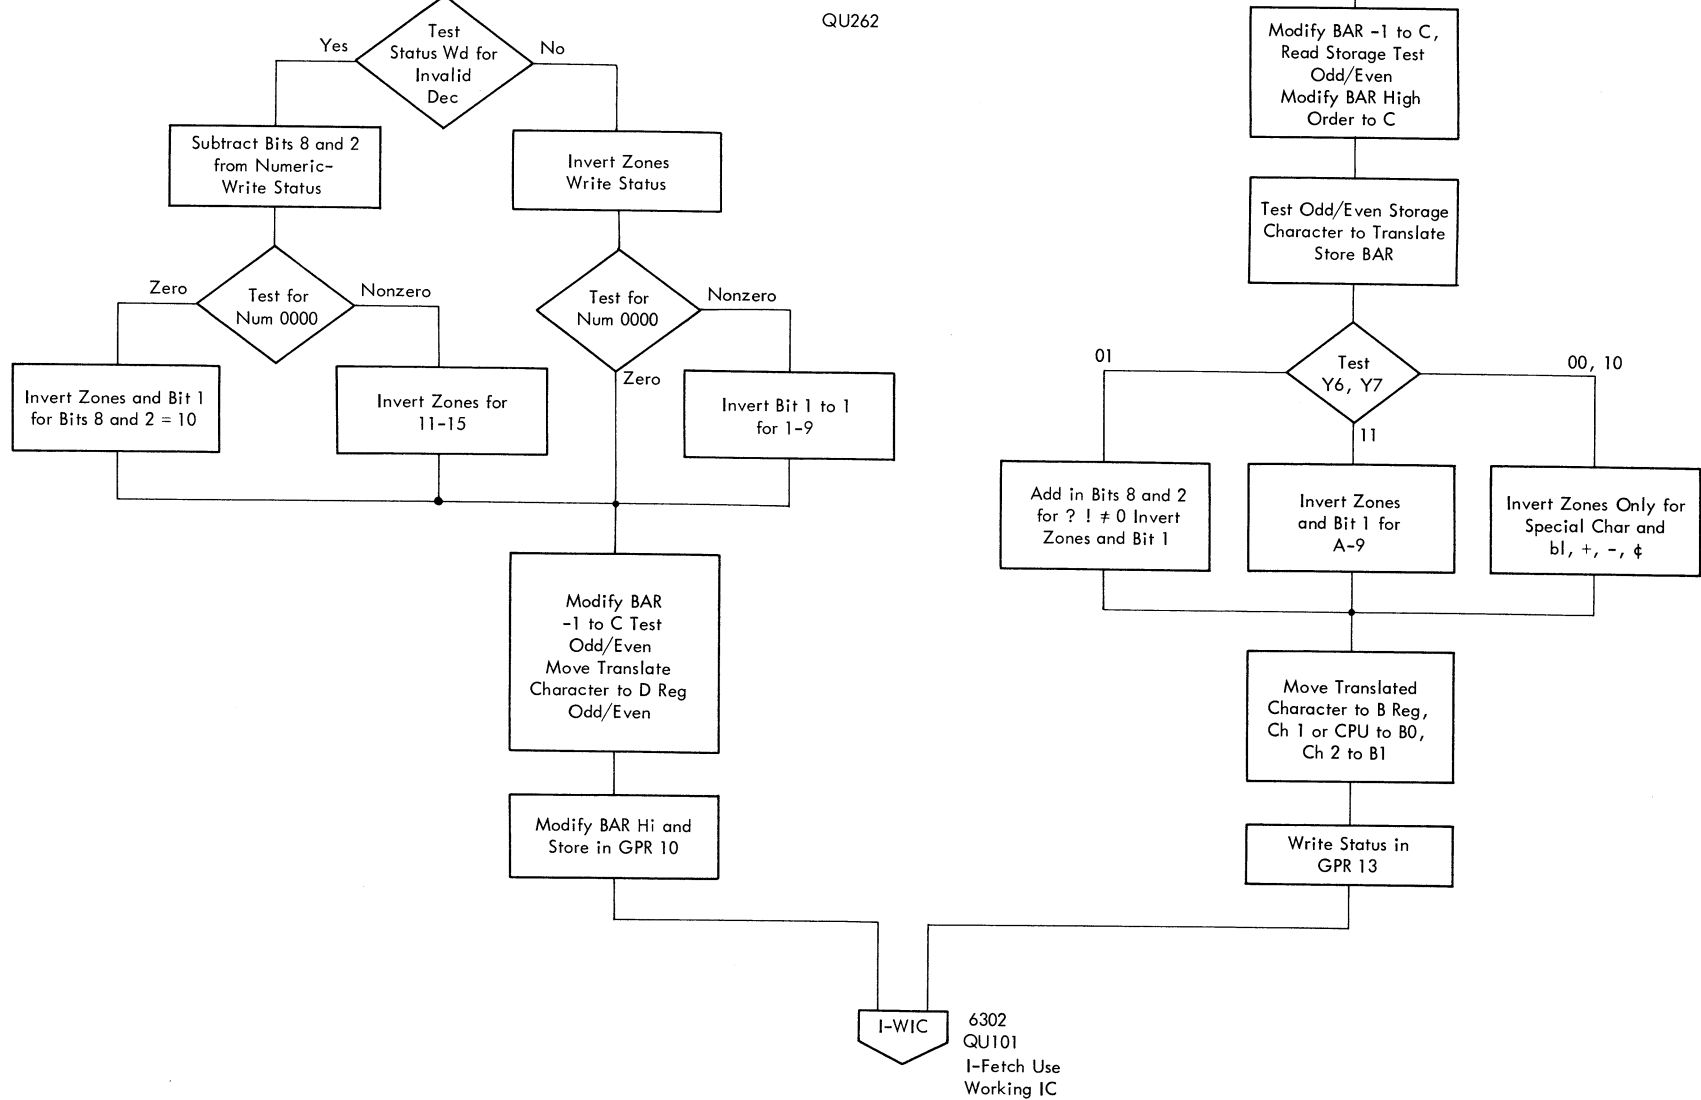 QU262
Test
Status Wd for
Invalid
Dec
Yes
No
Subtract Bits 8 and 2
from Numeric-
Write Status
Invert Zones
Write Status
Test for
Num 0000
Zero
Nonzero
Test for
Num 0000
Nonzero
Zero
Invert Zones and Bit 1
for Bits 8 and 2 = 10
Invert Zones for
11-15
Invert Bit 1 to 1
for 1-9
Modify BAR
-1 to C Test
Odd/Even
Move Translate
Character to D Reg
Odd/Even
Modify BAR Hi and
Store in GPR 10
Modify BAR -1 to C,
Read Storage Test
Odd/Even
Modify BAR High
Order to C
Test Odd/Even Storage
Character to Translate
Store BAR
Test
Y6, Y7
01
00, 10
11
Add in Bits 8 and 2
for ? ! ≠ 0 Invert
Zones and Bit 1
Invert Zones
and Bit 1 for
A-9
Invert Zones Only for
Special Char and
bl, +, -, ¢
Move Translated
Character to B Reg,
Ch 1 or CPU to B0,
Ch 2 to B1
Write Status in
GPR 13
I-WIC
6302
QU101
I-Fetch Use
Working IC